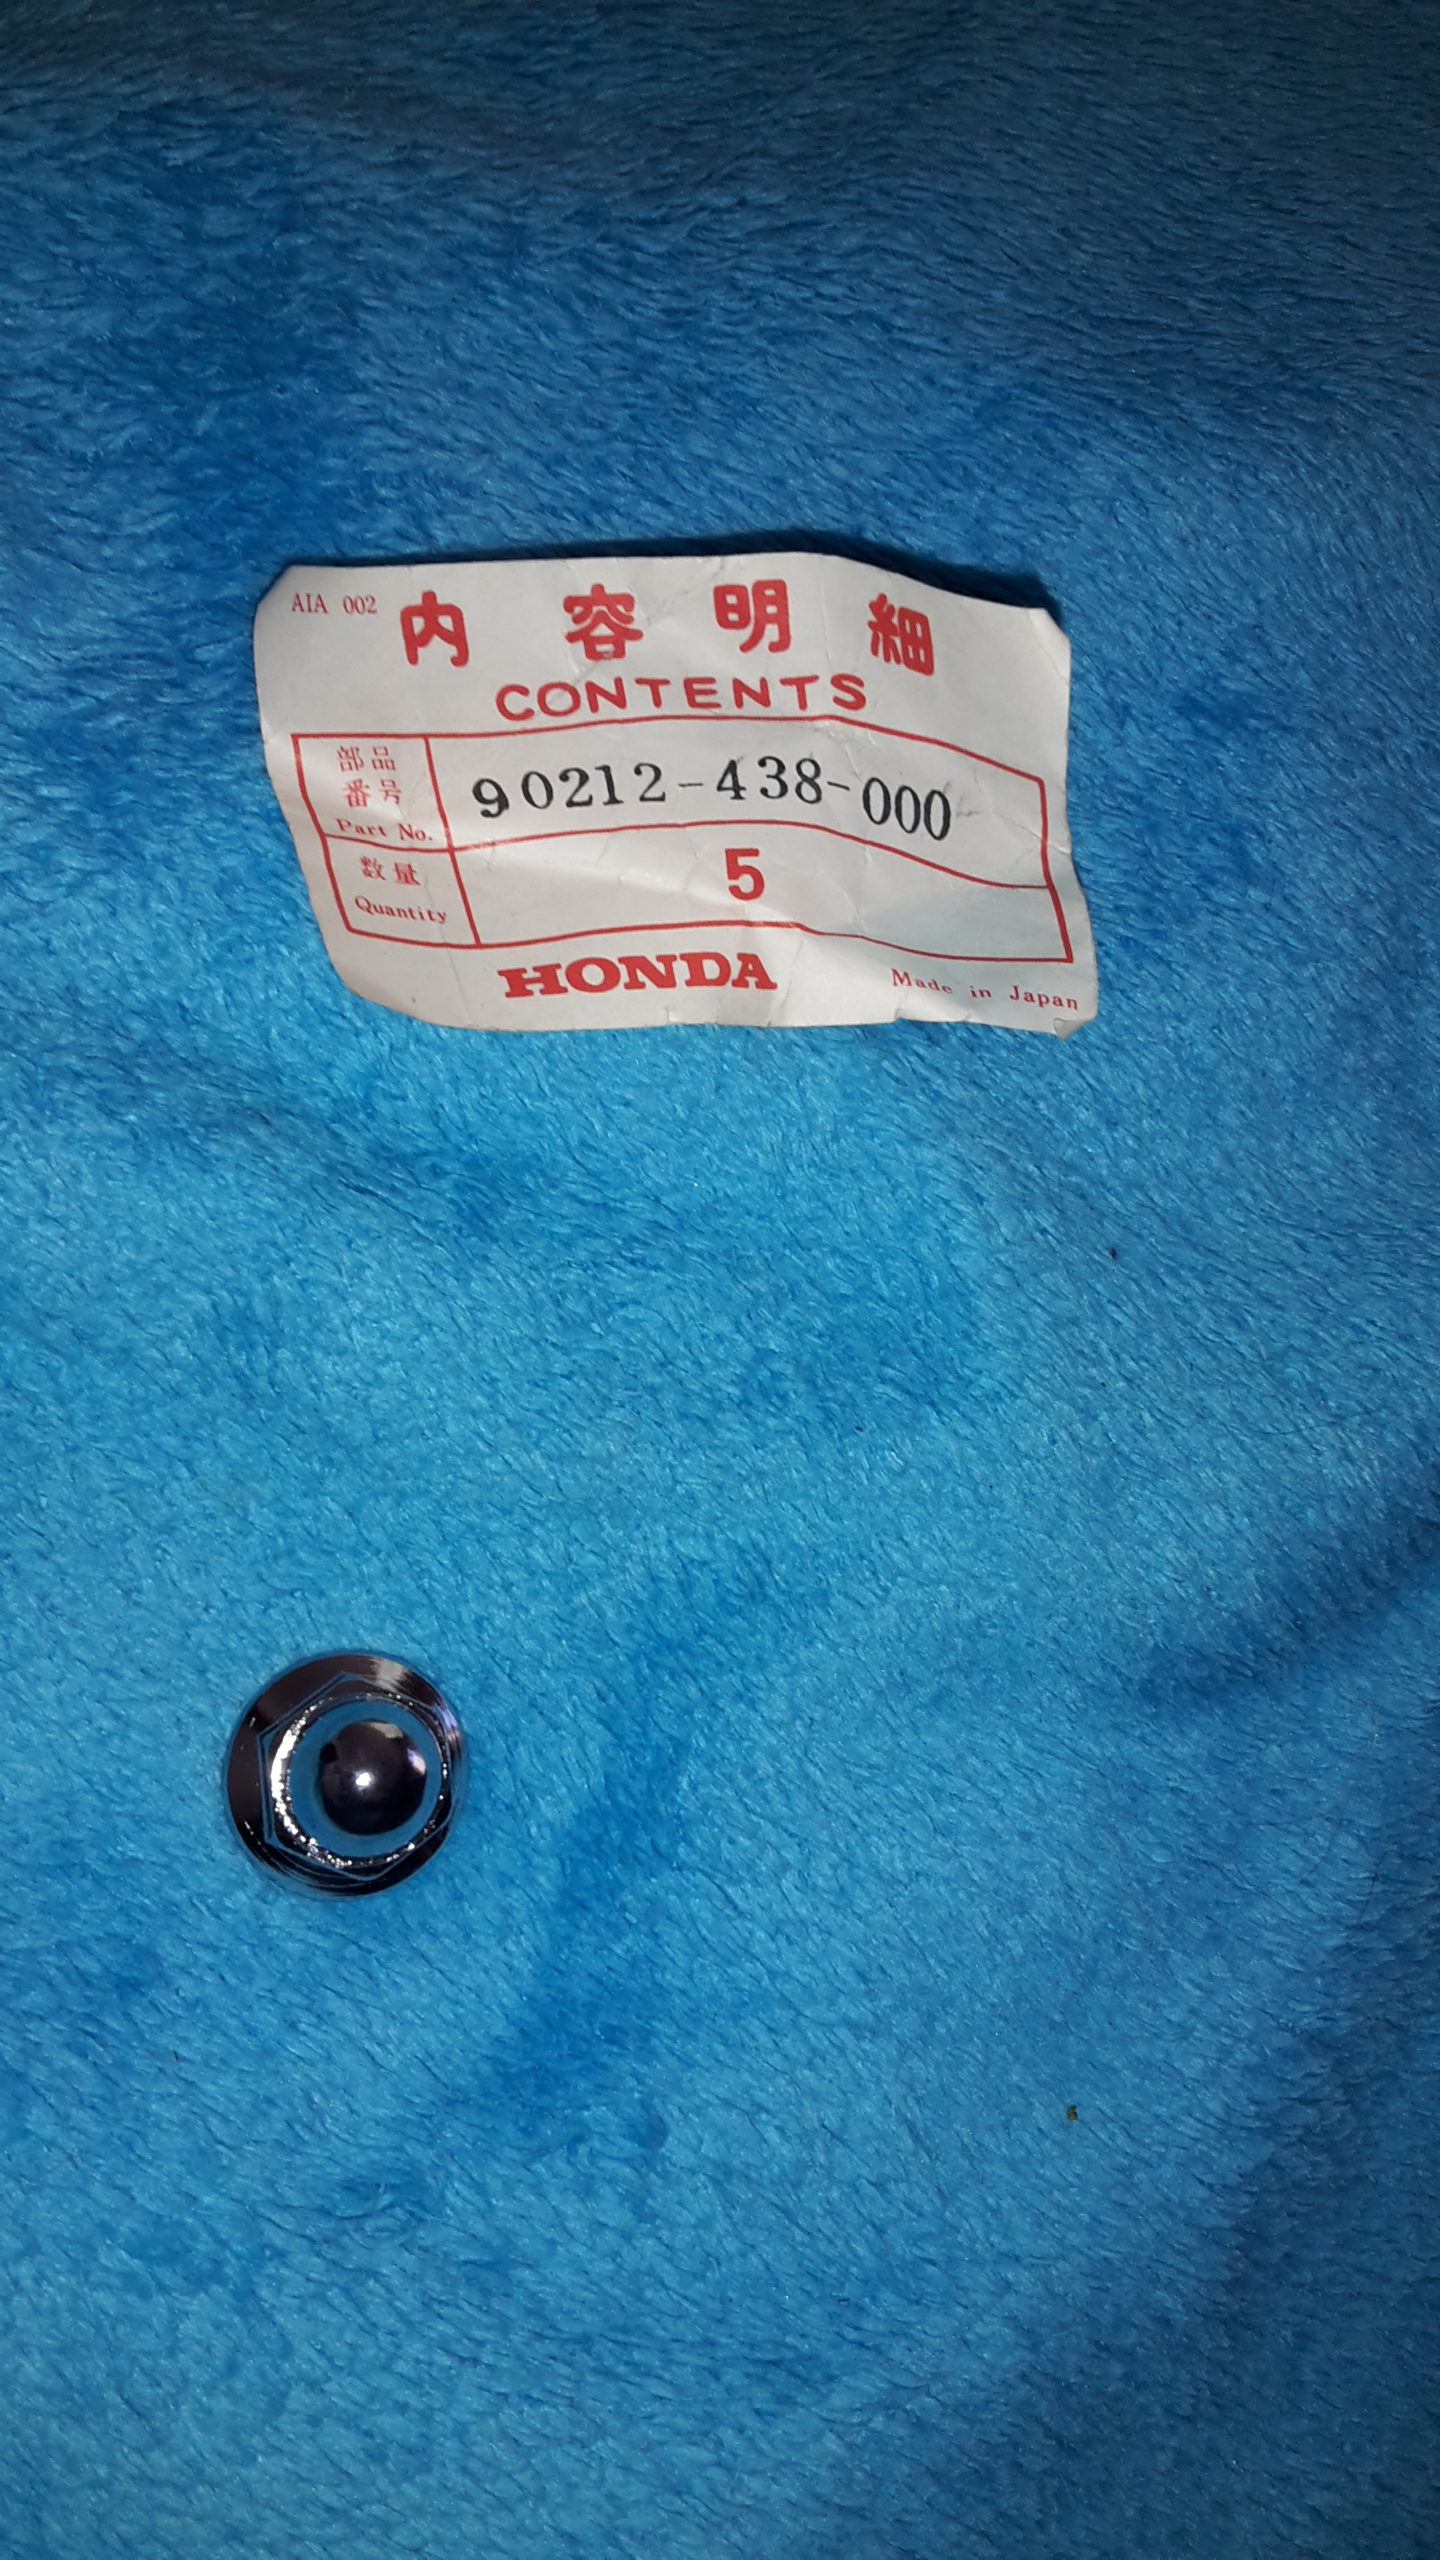 AIA 002
内容明細
CONTENTS
部品
番号
Part No.
90212-438-000
数量
Quantity
5
HONDA
Made in Japan